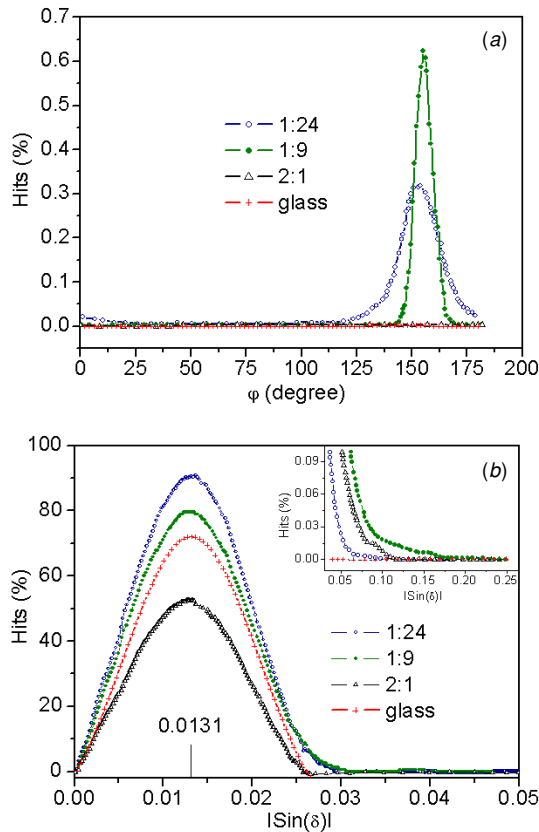 (a)
0.7
0.6
0.5
0.4
0.3
0.2
0.1
0.0
Hits (%)
1:24
1:9
2:1
glass
0 25 50 75 100 125 150 175 200
φ (degree)
(b)
100
80
60
40
20
0
Hits (%)
0.09
0.06
0.03
0.00
Hits (%)
0.05 0.10 0.15 0.20 0.25
ISin(δ)I
1:24
1:9
2:1
glass
0.0131
0.00 0.01 0.02 0.03 0.04 0.05
ISin(δ)I